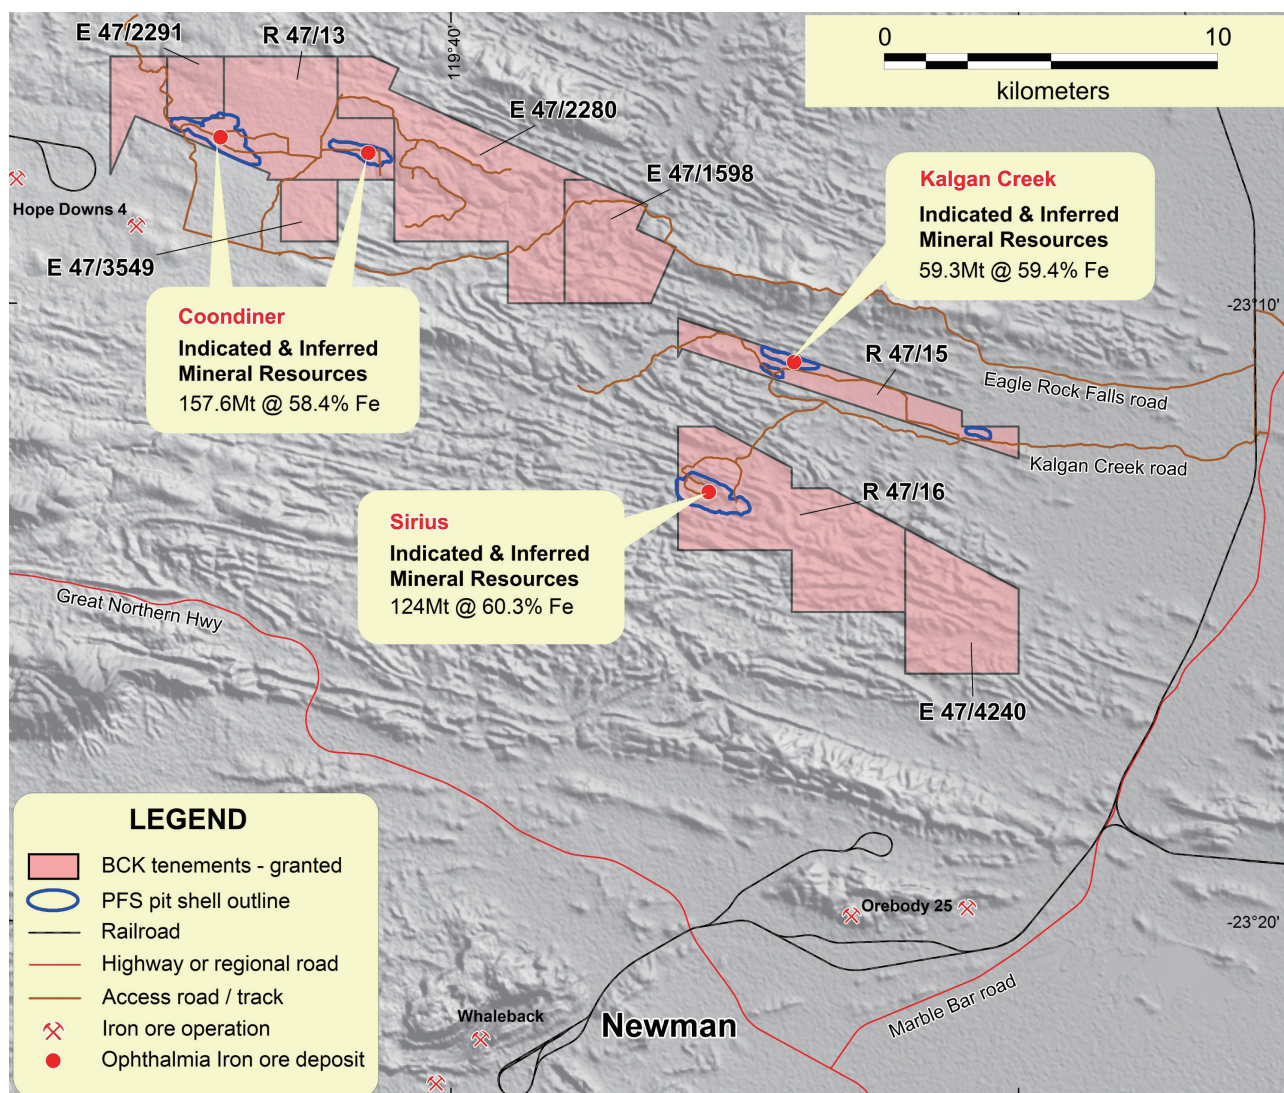 E 47/2291
R 47/13
119°40'
0
10
kilometers
E 47/2280
E 47/1598
Kalgan Creek
Indicated & Inferred
Mineral Resources
59.3Mt @ 59.4% Fe
Hope Downs 4
E 47/3549
-23°10'
Coondiner
Indicated & Inferred
Mineral Resources
157.6Mt @ 58.4% Fe
R 47/15
Eagle Rock Falls road
Kalgan Creek road
R 47/16
Sirius
Indicated & Inferred
Mineral Resources
124Mt @ 60.3% Fe
Great Northern Hwy
E 47/4240
LEGEND
BCK tenements - granted
PFS pit shell outline
Railroad
Highway or regional road
Access road / track
Iron ore operation
Ophthalmia Iron ore deposit
Orebody 25
-23°20'
Whaleback
Newman
Marble Bar road